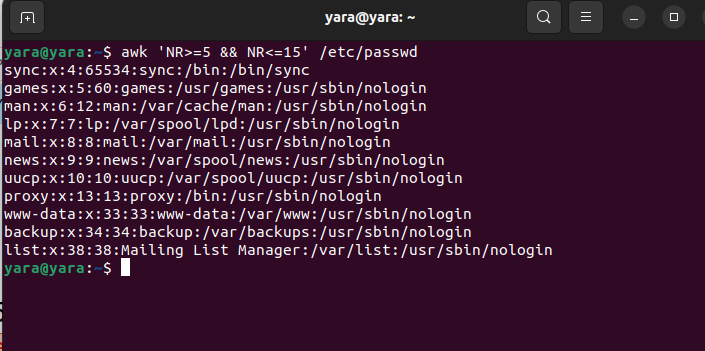 yara@yara: ~
yara@yara:~$ awk 'NR>=5 && NR<=15' /etc/passwd
sync:x:4:65534:sync:/bin:/bin/sync
games:x:5:60:games:/usr/games:/usr/sbin/nologin
man:x:6:12:man:/var/cache/man:/usr/sbin/nologin
lp:x:7:7:lp:/var/spool/lpd:/usr/sbin/nologin
mail:x:8:8:mail:/var/mail:/usr/sbin/nologin
news:x:9:9:news:/var/spool/news:/usr/sbin/nologin
uucp:x:10:10:uucp:/var/spool/uucp:/usr/sbin/nologin
proxy:x:13:13:proxy:/bin:/usr/sbin/nologin
www-data:x:33:33:www-data:/var/www:/usr/sbin/nologin
backup:x:34:34:backup:/var/backups:/usr/sbin/nologin
list:x:38:38:Mailing List Manager:/var/list:/usr/sbin/nologin
yara@yara:~$